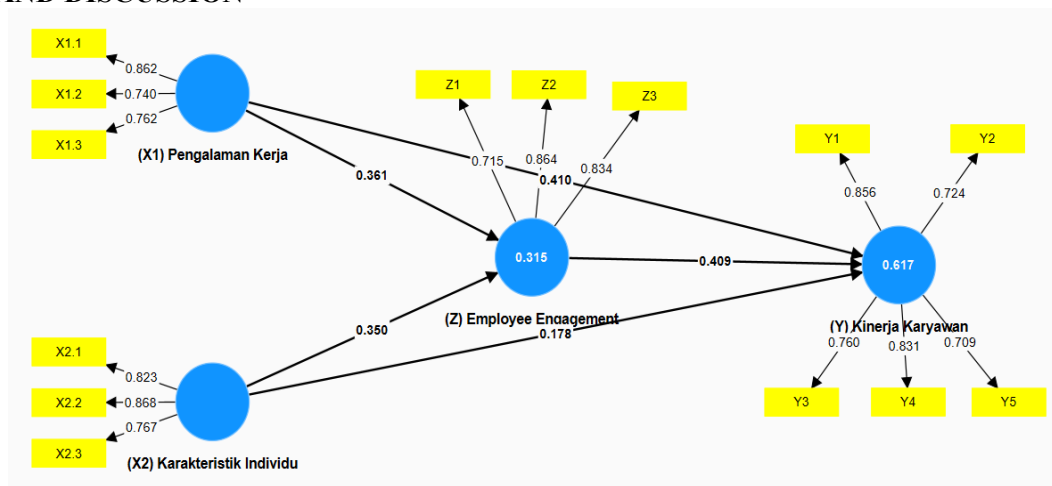 AND DISCUSSION
X1.1
0.862
X1.2
0.740
0.762
X1.3
(X1) Pengalaman Kerja
0.361
Z1
Z2
Z3
0.715
0.864
0.834
0.410
Y1
Y2
0.856
0.724
0.315
0.409
0.617
(Z) Employee Engagement
0.350
0.178
(Y) Kinerja Karyawan
0.760
0.831
0.709
X2.1
0.823
X2.2
0.868
0.767
X2.3
(X2) Karakteristik Individu
Y3
Y4
Y5